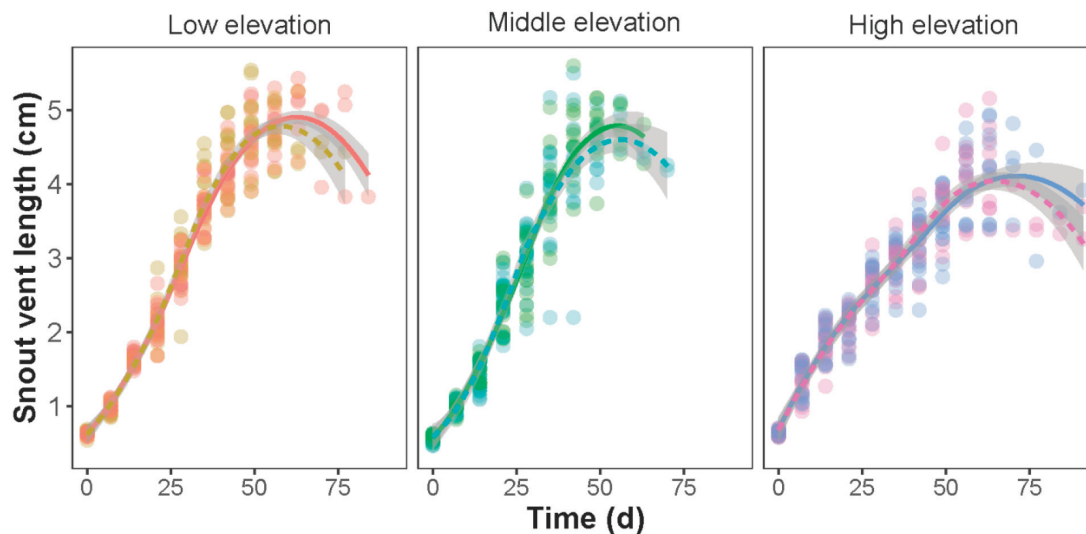 Low elevation
Middle elevation
High elevation
Snout vent length (cm)
5
4
3
2
1
0 25 50 75
0 25 50 75
0 25 50 75
Time (d)